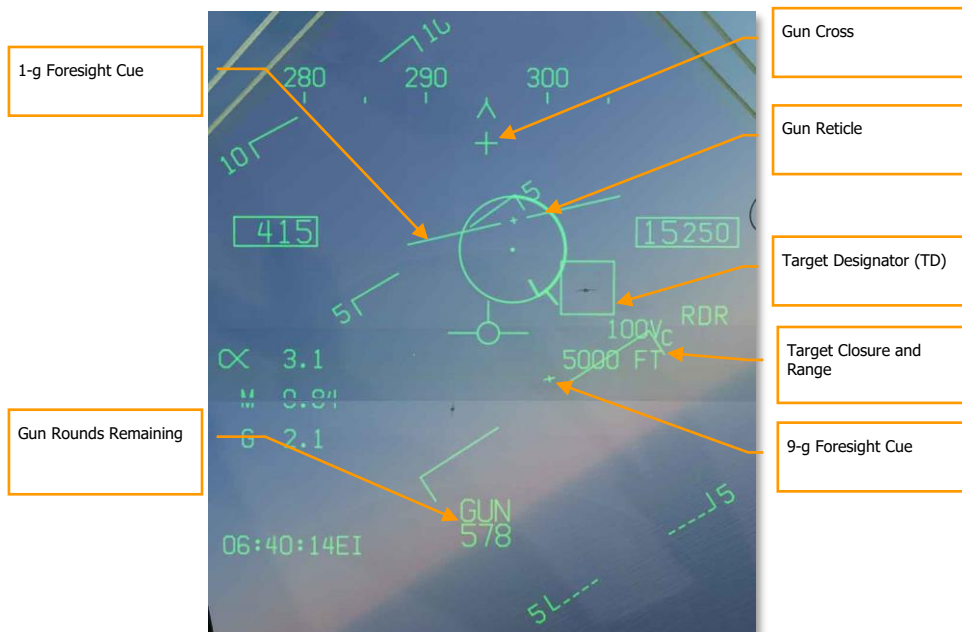 Gun Cross
1-g Foresight Cue
10
280 290 300
Gun Reticle
10
5
415
15250
Target Designator (TD)
5
RDR
100Vc
5000 FT
Target Closure and
Range
α 3.1
M 0.84
Gun Rounds Remaining
G 2.1
9-g Foresight Cue
GUN
578
5
06:40:14EI
5